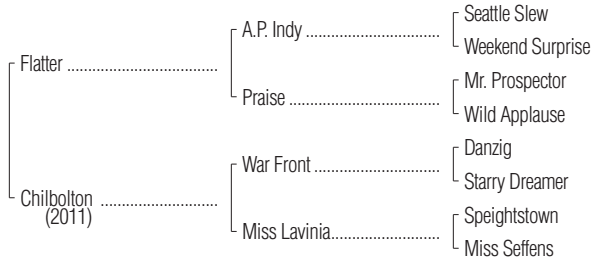 Seattle Slew
A.P. Indy ................................
Weekend Surprise
Flatter ....................................
Mr. Prospector
Praise ....................................
Wild Applause
Danzig
War Front ..............................
Starry Dreamer
Chilbolton ............................
(2011)
Speightstown
Miss Lavinia..........................
Miss Seffens